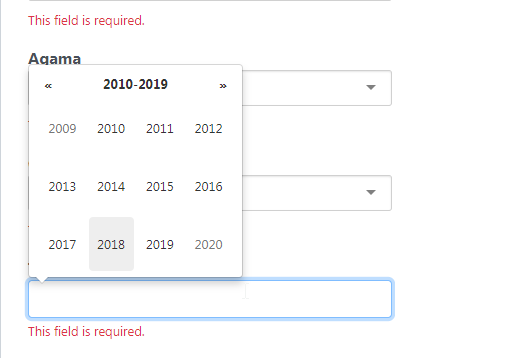 This field is required.
Agama
« 2010-2019 »
2009 2010 2011 2012
2013 2014 2015 2016
2017 2018 2019 2020
This field is required.